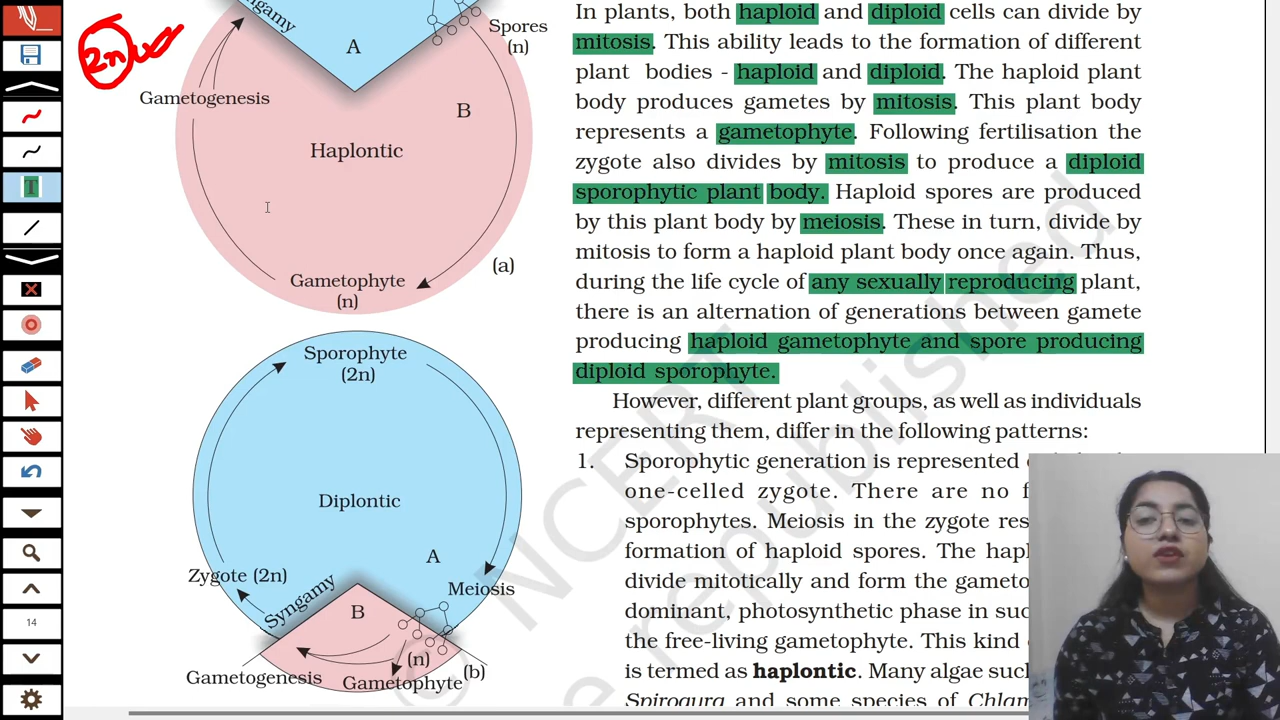 2n
Syngamy
A
Spores
(n)
Gametogenesis
B
Haplontic
(a)
Gametophyte
(n)
Sporophyte
(2n)
Diplontic
A
Zygote (2n)
Meiosis
Syngamy
B
(n)
(b)
Gametogenesis
Gametophyte
T
14
In plants, both haploid and diploid cells can divide by
mitosis. This ability leads to the formation of different
plant bodies - haploid and diploid. The haploid plant
body produces gametes by mitosis. This plant body
represents a gametophyte. Following fertilisation the
zygote also divides by mitosis to produce a diploid
sporophytic plant body. Haploid spores are produced
by this plant body by meiosis. These in turn, divide by
mitosis to form a haploid plant body once again. Thus,
during the life cycle of any sexually reproducing plant,
there is an alternation of generations between gamete
producing haploid gametophyte and spore producing
diploid sporophyte.
However, different plant groups, as well as individuals
representing them, differ in the following patterns:
1. Sporophytic generation is represented
one-celled zygote. There are no
sporophytes. Meiosis in the zygote
formation of haploid spores. The
divide mitotically and form the
dominant, photosynthetic phase in
the free-living gametophyte. This kind
is termed as haplontic. Many algae
Spirogyra and some species of
© NCERT
republished